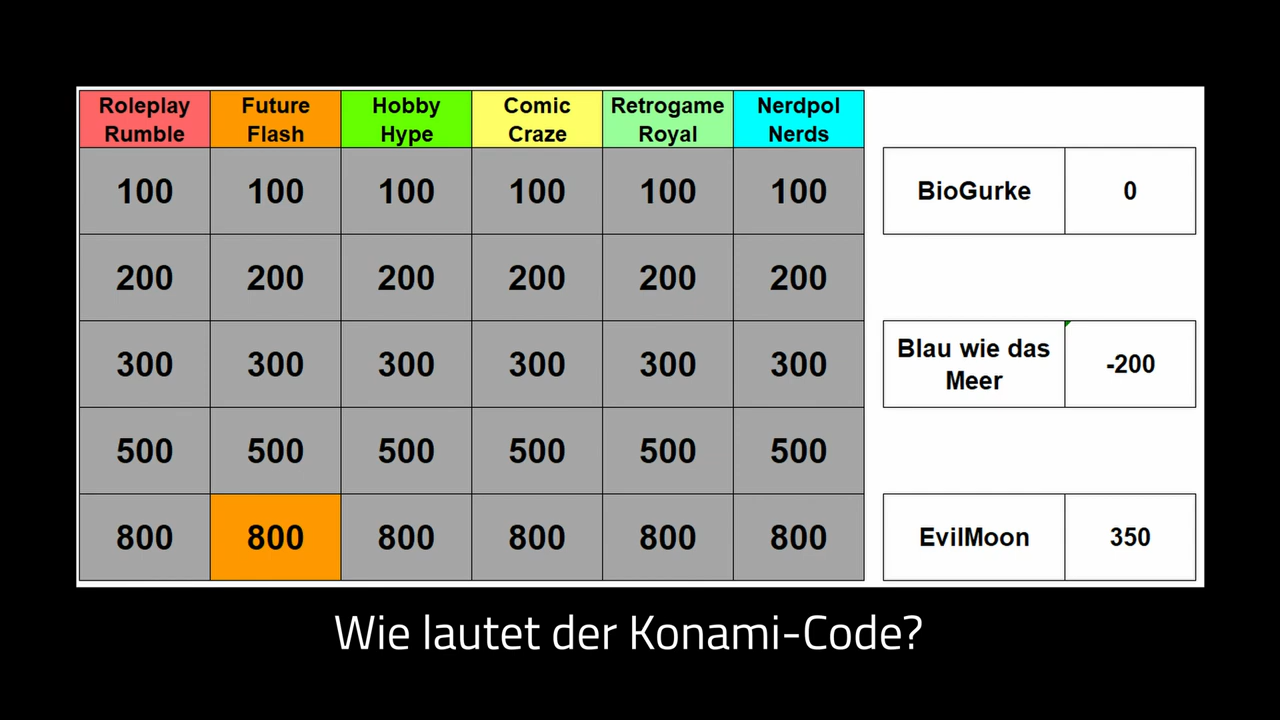 Roleplay Future Hobby Comic Retrogame Nerdpol
Rumble Flash Hype Craze Royal Nerds
100 100 100 100 100 100 BioGurke 0
200 200 200 200 200 200
300 300 300 300 300 300 Blau wie das Meer -200
500 500 500 500 500 500
800 800 800 800 800 800 EvilMoon 350
Wie lautet der Konami-Code?